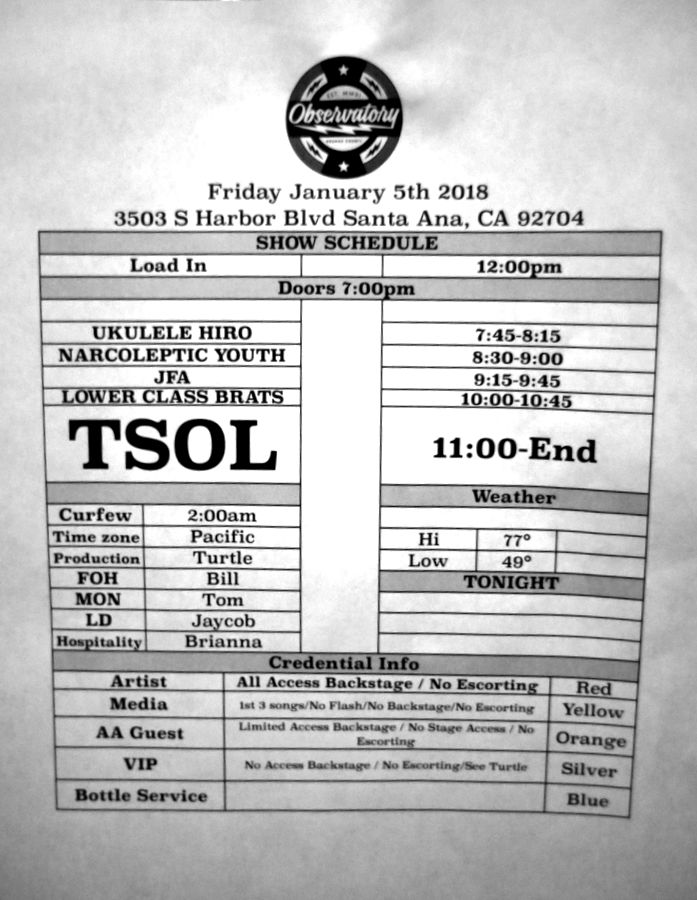 EST. MMXI
Observatory
ORANGE COUNTY
Friday January 5th 2018
3503 S Harbor Blvd Santa Ana, CA 92704
SHOW SCHEDULE
Load In 12:00pm
Doors 7:00pm
UKULELE HIRO 7:45-8:15
NARCOLEPTIC YOUTH 8:30-9:00
JFA 9:15-9:45
LOWER CLASS BRATS 10:00-10:45
TSOL 11:00-End
Weather
Curfew 2:00am
Time zone Pacific Hi 77°
Production Turtle Low 49°
FOH Bill TONIGHT
MON Tom
LD Jaycob
Hospitality Brianna
Credential Info
Artist All Access Backstage / No Escorting Red
Media 1st 3 songs/No Flash/No Backstage/No Escorting Yellow
AA Guest Limited Access Backstage / No Stage Access / No
Escorting Orange
VIP No Access Backstage / No Escorting/See Turtle Silver
Bottle Service Blue